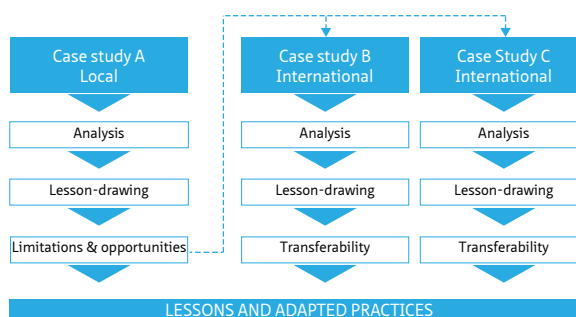 Case study A
Local
Case study B
International
Case Study C
International
Analysis
Analysis
Analysis
Lesson-drawing
Lesson-drawing
Lesson-drawing
Limitations & opportunities
Transferability
Transferability
LESSONS AND ADAPTED PRACTICES